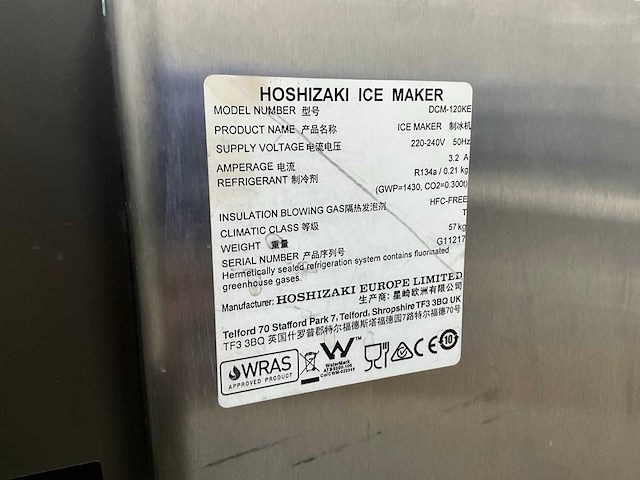 HOSHIZAKI ICE MAKER
MODEL NUMBER 型号 DCM-120KE
PRODUCT NAME 产品名称 ICE MAKER 制冰机
SUPPLY VOLTAGE 电流电压 220-240V 50Hz
AMPERAGE 电流 3.2 A
REFRIGERANT 制冷剂 R134a / 0.21 kg
(GWP=1430, CO2=0.300t)
INSULATION BLOWING GAS隔热发泡剂 HFC-FREE
CLIMATIC CLASS 等级 T
WEIGHT 重量 57 kg
SERIAL NUMBER 产品序列号 G11217
Hermetically sealed refrigeration system contains fluorinated
greenhouse gases.
Manufacturer: HOSHIZAKI EUROPE LIMITED
生产商: 星崎欧洲有限公司
Telford 70 Stafford Park 7, Telford, Shropshire TF3 3BQ UK
TF3 3BQ 英国什罗普郡特尔福德斯塔福德园7路特尔福德70号
WRAS
APPROVED PRODUCT
WaterMark
TM
CE
10